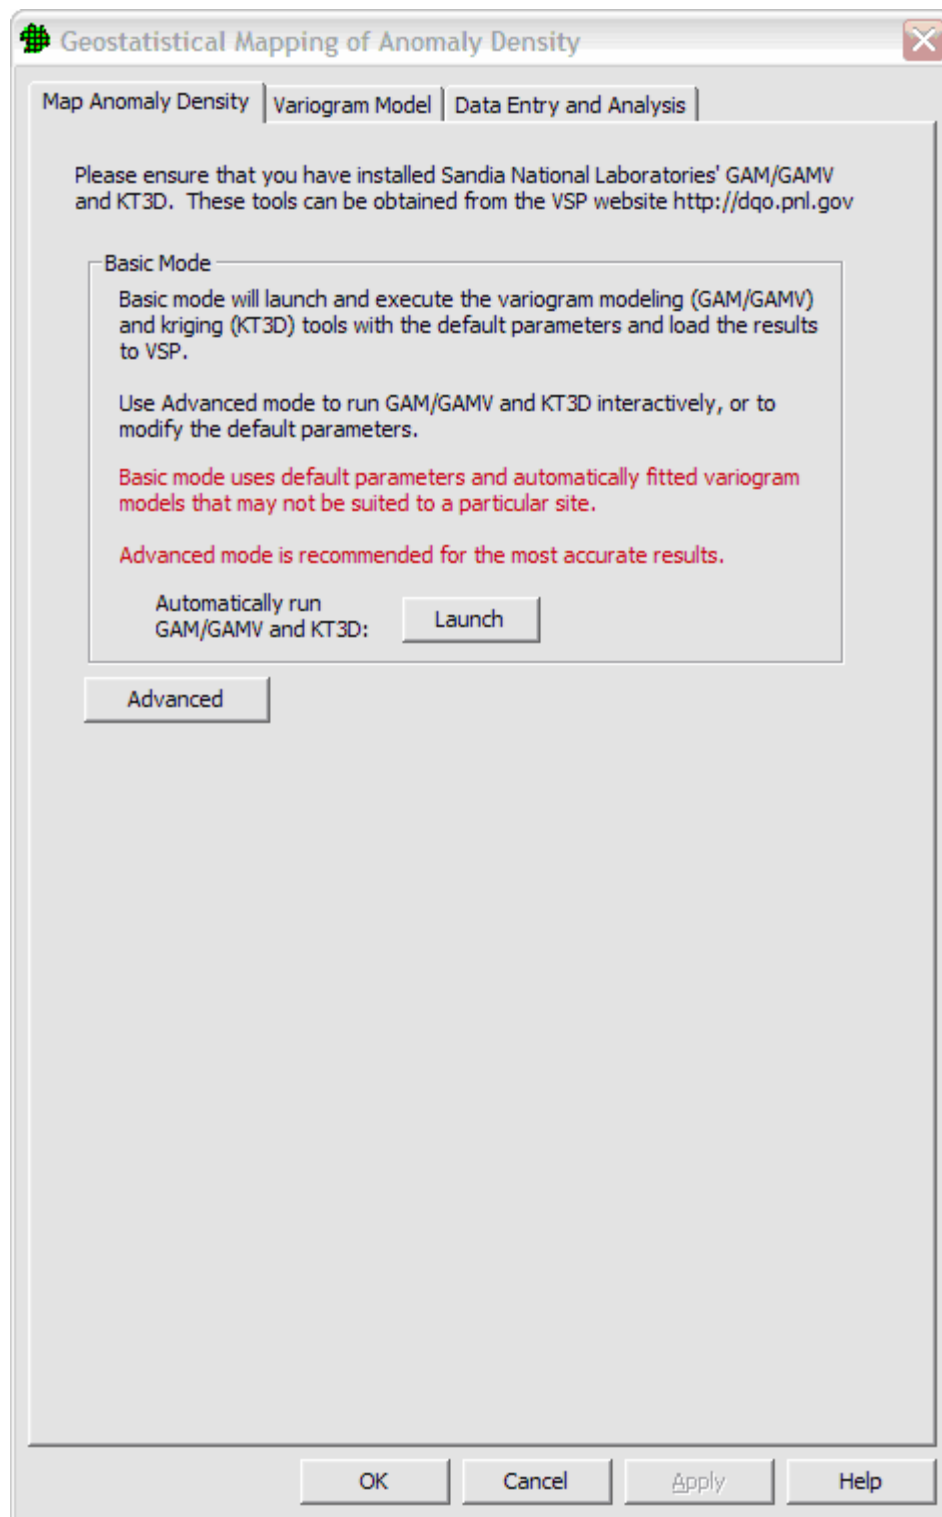 Geostatistical Mapping of Anomaly Density
Map Anomaly Density Variogram Model Data Entry and Analysis
Please ensure that you have installed Sandia National Laboratories' GAM/GAMV
and KT3D. These tools can be obtained from the VSP website http://dqo.pnl.gov
Basic Mode
Basic mode will launch and execute the variogram modeling (GAM/GAMV)
and kriging (KT3D) tools with the default parameters and load the results
to VSP.
Use Advanced mode to run GAM/GAMV and KT3D interactively, or to
modify the default parameters.
Basic mode uses default parameters and automatically fitted variogram
models that may not be suited to a particular site.
Advanced mode is recommended for the most accurate results.
Automatically run
GAM/GAMV and KT3D:
Launch
Advanced
OK Cancel Apply Help